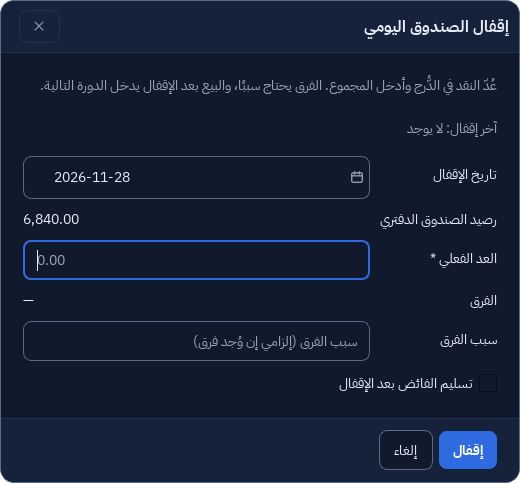 إقفال الصندوق اليومي
عُدّ النقد في الدُّرج وأدخل المجموع. الفرق يحتاج سببًا، والبيع بعد الإقفال يدخل الدورة التالية.
آخر إقفال: لا يوجد
تاريخ الإقفال 2026-11-28
رصيد الصندوق الدفتري 6,840.00
العد الفعلي * 0.00
الفرق —
سبب الفرق سبب الفرق (إلزامي إن وُجد فرق)
تسليم الفائض بعد الإقفال
إقفال إلغاء